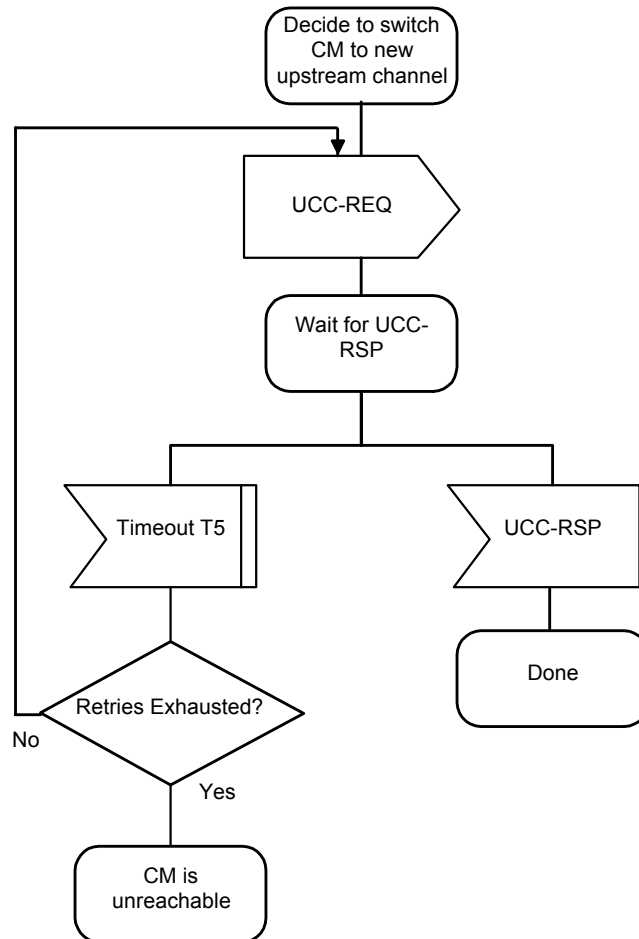 Decide to switch
CM to new
upstream channel
UCC-REQ
Wait for UCC-
RSP
Timeout T5
UCC-RSP
Retries Exhausted?
Done
No
Yes
CM is
unreachable